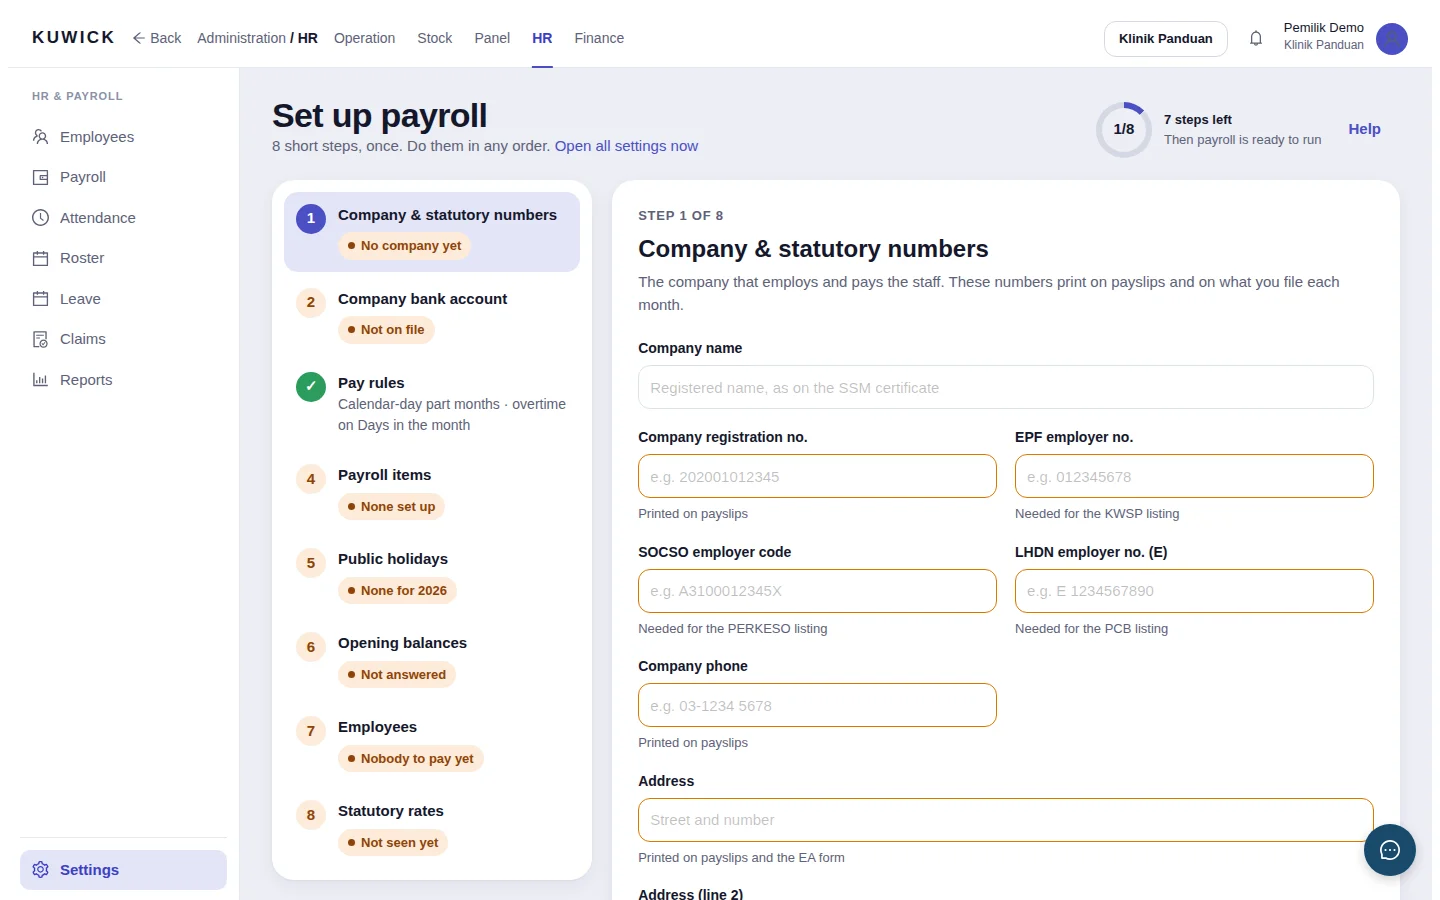 KUWICK
Back
Administration / HR
Operation
Stock
Panel
HR
Finance
Klinik Panduan
Pemilik Demo
Klinik Panduan
HR & PAYROLL
Employees
Payroll
Attendance
Roster
Leave
Claims
Reports
Settings
Set up payroll
8 short steps, once. Do them in any order. Open all settings now
1/8
7 steps left
Then payroll is ready to run
Help
1
Company & statutory numbers
No company yet
2
Company bank account
Not on file
Pay rules
Calendar-day part months · overtime
on Days in the month
4
Payroll items
None set up
5
Public holidays
None for 2026
6
Opening balances
Not answered
7
Employees
Nobody to pay yet
8
Statutory rates
Not seen yet
STEP 1 OF 8
Company & statutory numbers
The company that employs and pays the staff. These numbers print on payslips and on what you file each
month.
Company name
Registered name, as on the SSM certificate
Company registration no.
e.g. 202001012345
Printed on payslips
EPF employer no.
e.g. 012345678
Needed for the KWSP listing
SOCSO employer code
e.g. A3100012345X
Needed for the PERKESO listing
LHDN employer no. (E)
e.g. E 1234567890
Needed for the PCB listing
Company phone
e.g. 03-1234 5678
Printed on payslips
Address
Street and number
Printed on payslips and the EA form
Address (line 2)